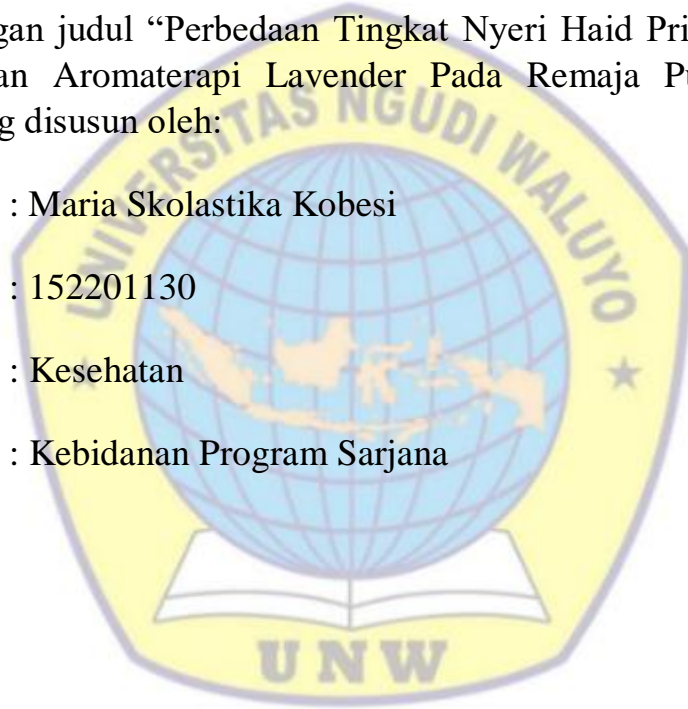 gan judul “Perbedaan Tingkat Nyeri Haid Pri
an Aromaterapi Lavender Pada Remaja Pu
g disusun oleh:
: Maria Skolastika Kobesi
: 152201130
: Kesehatan
: Kebidanan Program Sarjana
UNIVERSITAS NGUDI WALUYO
UNW